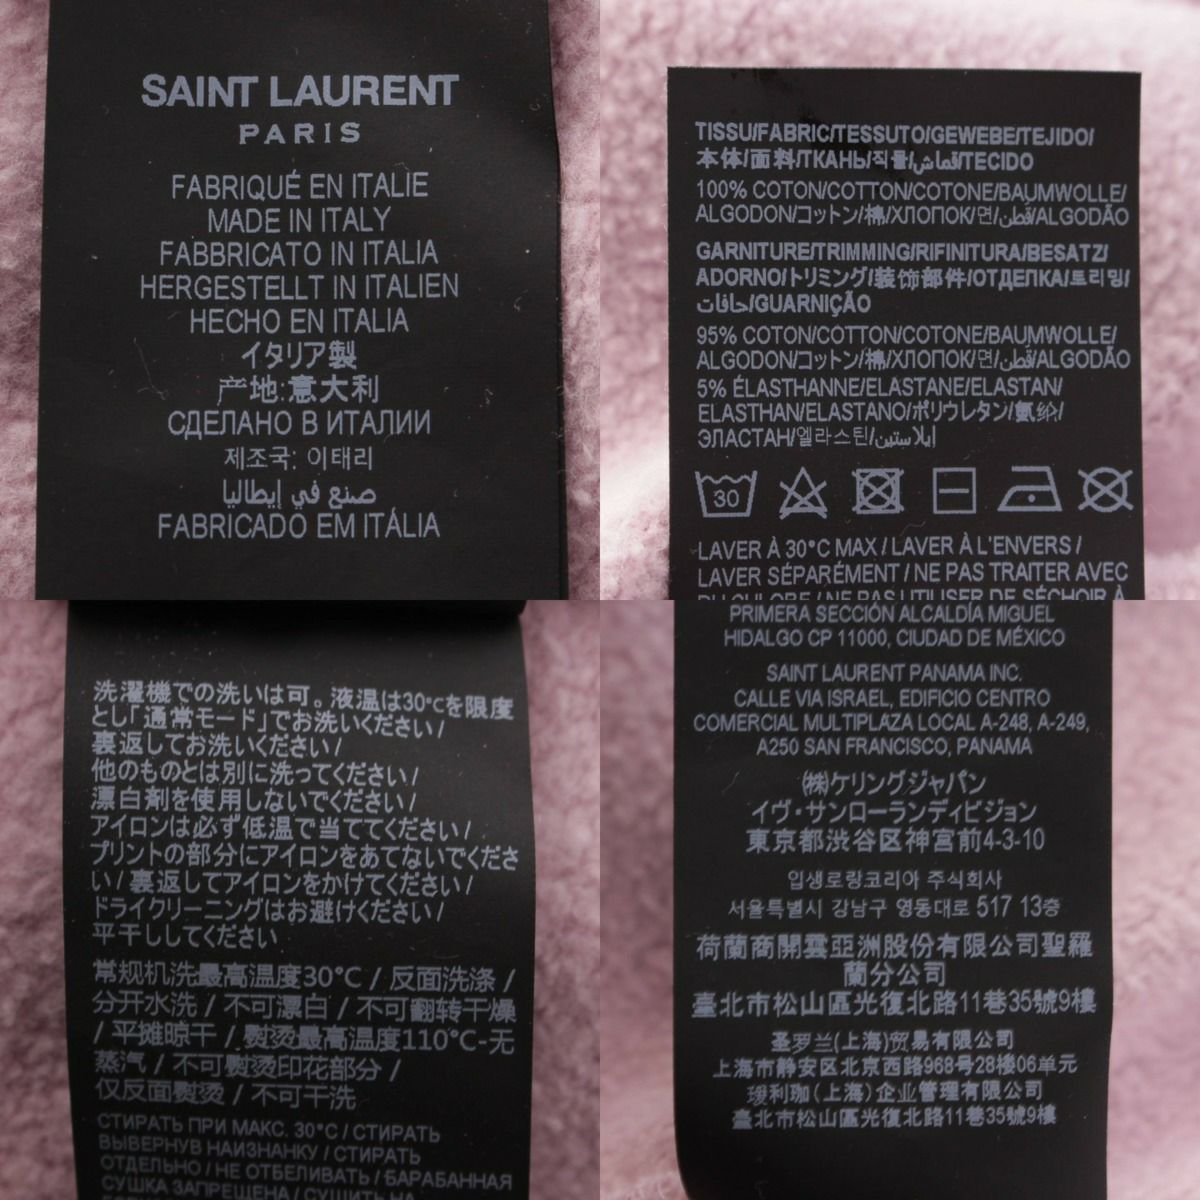 SAINT LAURENT
PARIS
FABRIQUÉ EN ITALIE
MADE IN ITALY
FABBRICATO IN ITALIA
HERGESTELLT IN ITALIEN
HECHO EN ITALIA
イタリア製
产地:意大利
СДЕЛАНО В ИТАЛИИ
제조국: 이태리
صنع في إيطاليا
FABRICADO EM ITÁLIA
TISSU/FABRIC/TESSUTO/GEWEBE/TEJIDO/
本体/面料/ТКАНЬ/직물/قماش/TECIDO
100% COTON/COTTON/COTONE/BAUMWOLLE/
ALGODON/コットン/棉/ХЛОПОК/면/قطن/ALGODÃO
GARNITURE/TRIMMING/RIFINITURA/BESATZ/
ADORNO/トリミング/装饰部件/ОТДЕЛКА/트리밍/
حافات/GUARNIÇÃO
95% COTON/COTTON/COTONE/BAUMWOLLE/
ALGODON/コットン/棉/ХЛОПОК/면/قطن/ALGODÃO
5% ÉLASTHANNE/ELASTANE/ELASTAN/
ELASTHAN/ELASTANO/ポリウレタン/氨纶/
ЭЛАСТАН/엘라스틴/إيلاستين
30
LAVER À 30°C MAX / LAVER À L'ENVERS /
LAVER SÉPARÉMENT / NE PAS TRAITER AVEC
DU CHLORE / NE PAS UTILISER DE SÉCHOIR À
洗濯機での洗いは可。液温は30℃を限度
とし「通常モード」でお洗いください/
裏返してお洗いください/
他のものとは別に洗ってください/
漂白剤を使用しないでください/
アイロンは必ず低温で当ててください/
プリントの部分にアイロンをあてないでくださ
い/裏返してアイロンをかけてください/
ドライクリーニングはお避けください/
平干ししてください
常规机洗最高温度30°C / 反面洗涤 /
分开水洗 / 不可漂白 / 不可翻转干燥
/ 平摊晾干 / 熨烫最高温度110°C-无
蒸汽 / 不可熨烫印花部分 /
仅反面熨烫 / 不可干洗
СТИРАТЬ ПРИ МАКС. 30°C / СТИРАТЬ
ВЫВЕРНУВ НАИЗНАНКУ / СТИРАТЬ
ОТДЕЛЬНО / НЕ ОТБЕЛИВАТЬ / БАРАБАННАЯ
СУШКА ЗАПРЕЩЕНА / СУШИТЬ НА
PRIMERA SECCIÓN ALCALDÍA MIGUEL
HIDALGO CP 11000, CIUDAD DE MÉXICO
SAINT LAURENT PANAMA INC.
CALLE VIA ISRAEL, EDIFICIO CENTRO
COMERCIAL MULTIPLAZA LOCAL A-248, A-249,
A250 SAN FRANCISCO, PANAMA
㈱ケリングジャパン
イヴ・サンローランディビジョン
東京都渋谷区神宮前4-3-10
입생로랑코리아 주식회사
서울특별시 강남구 영동대로 517 13층
荷蘭商開雲亞洲股份有限公司聖羅
蘭分公司
臺北市松山區光復北路11巷35號9樓
圣罗兰(上海)贸易有限公司
上海市静安区北京西路968号28楼06单元
瑷利珈(上海)企业管理有限公司
臺北市松山區光復北路11巷35號9樓